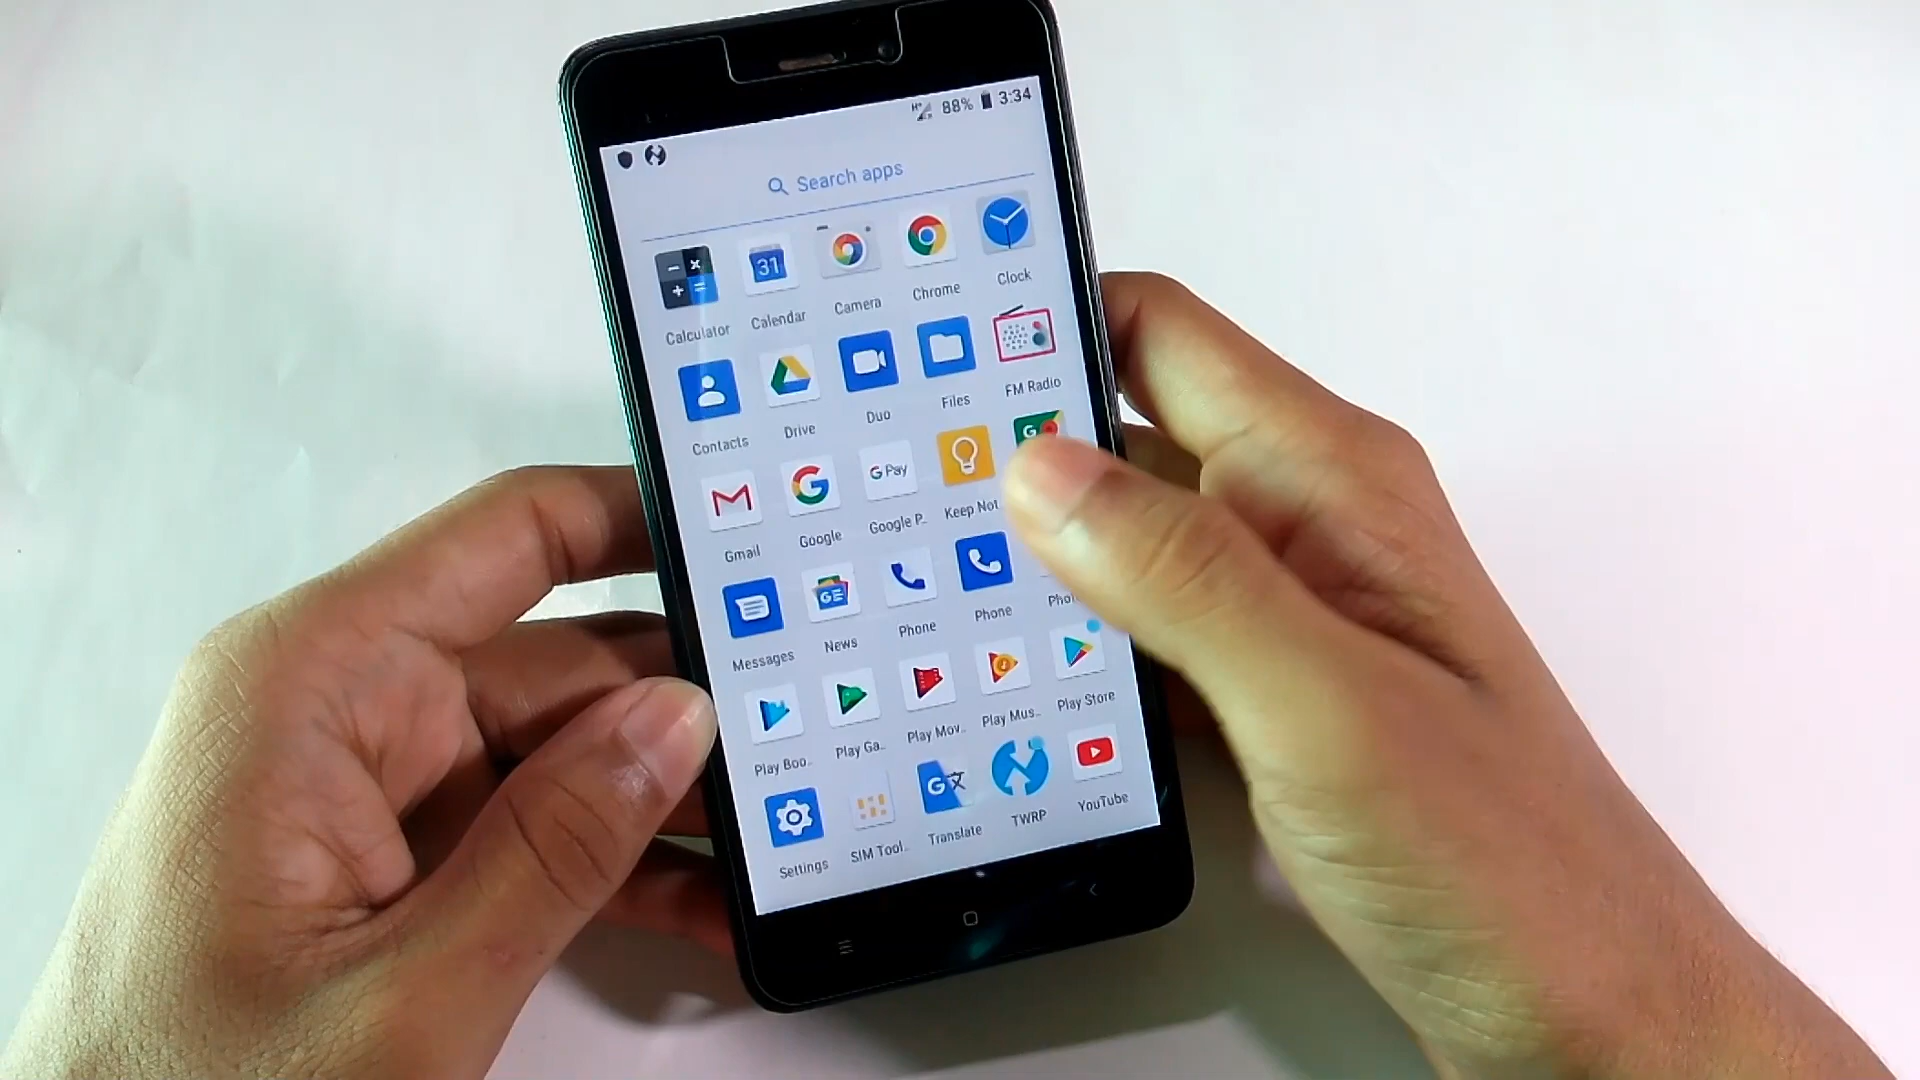 H+ 88% 3:34
Search apps
31
Calculator Calendar Camera Chrome Clock
Contacts Drive Duo Files FM Radio
G Pay
G
Gmail Google Google P.. Keep Not
GE
Messages News Phone Phone Pho
Play Boo.. Play Ga.. Play Mov.. Play Mus.. Play Store
G
Settings SIM Tool.. Translate TWRP YouTube